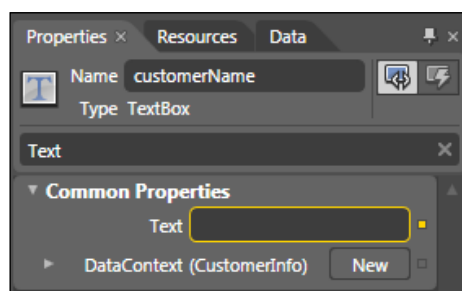 Properties × Resources Data
Name customerName
Type TextBox
Text
Common Properties
Text
DataContext (CustomerInfo) New